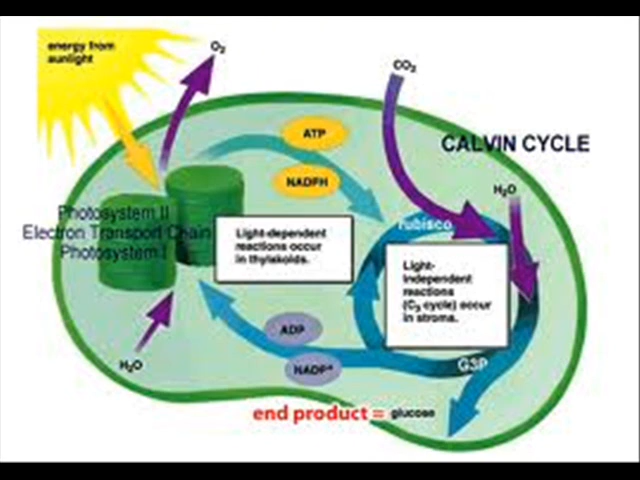 energy from
sunlight
O₂
CO₂
CALVIN CYCLE
ATP
NADPH
H₂O
Photosystem II
Electron Transport Chain
Photosystem I
rubisco
Light-dependent
reactions occur
in thylakoids.
Light-
independent
reactions
(C₃ cycle) occur
in stroma.
ADP
NADP⁺
H₂O
G3P
end product = glucose